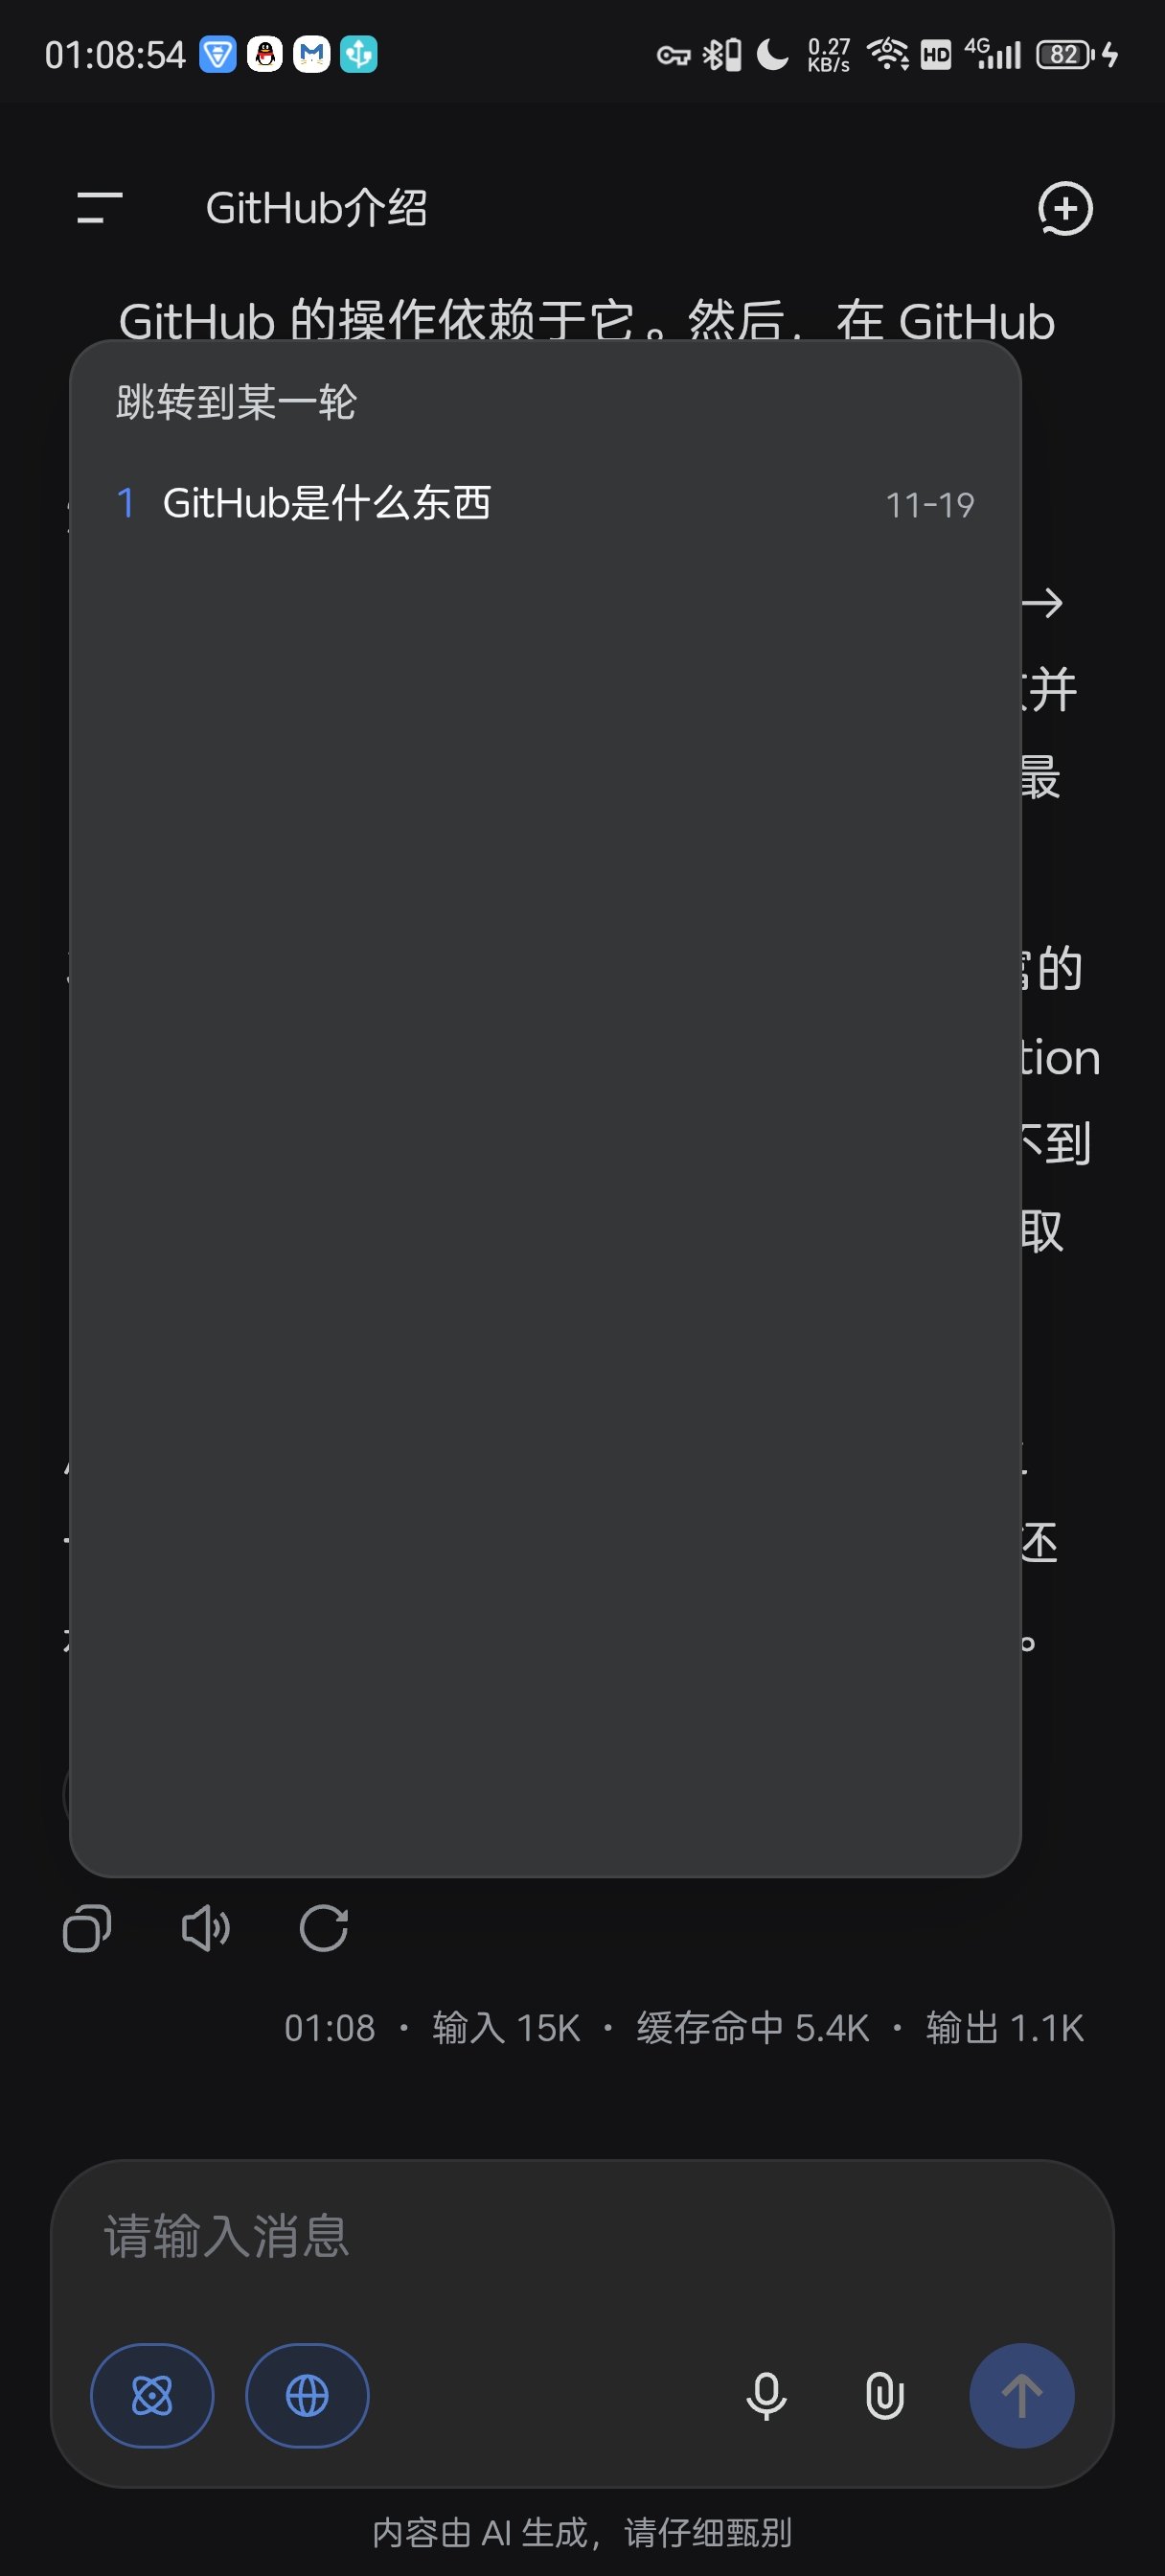 01:08:54
0.27 KB/s
6
HD
4G
82
GitHub介绍
GitHub 的操作依赖于它。然后，在 GitHub
跳转到某一轮
1 GitHub是什么东西 11-19
→
并
最
的
tion
不到
取
还
。
01:08 · 输入 15K · 缓存命中 5.4K · 输出 1.1K
请输入消息
内容由 AI 生成，请仔细甄别